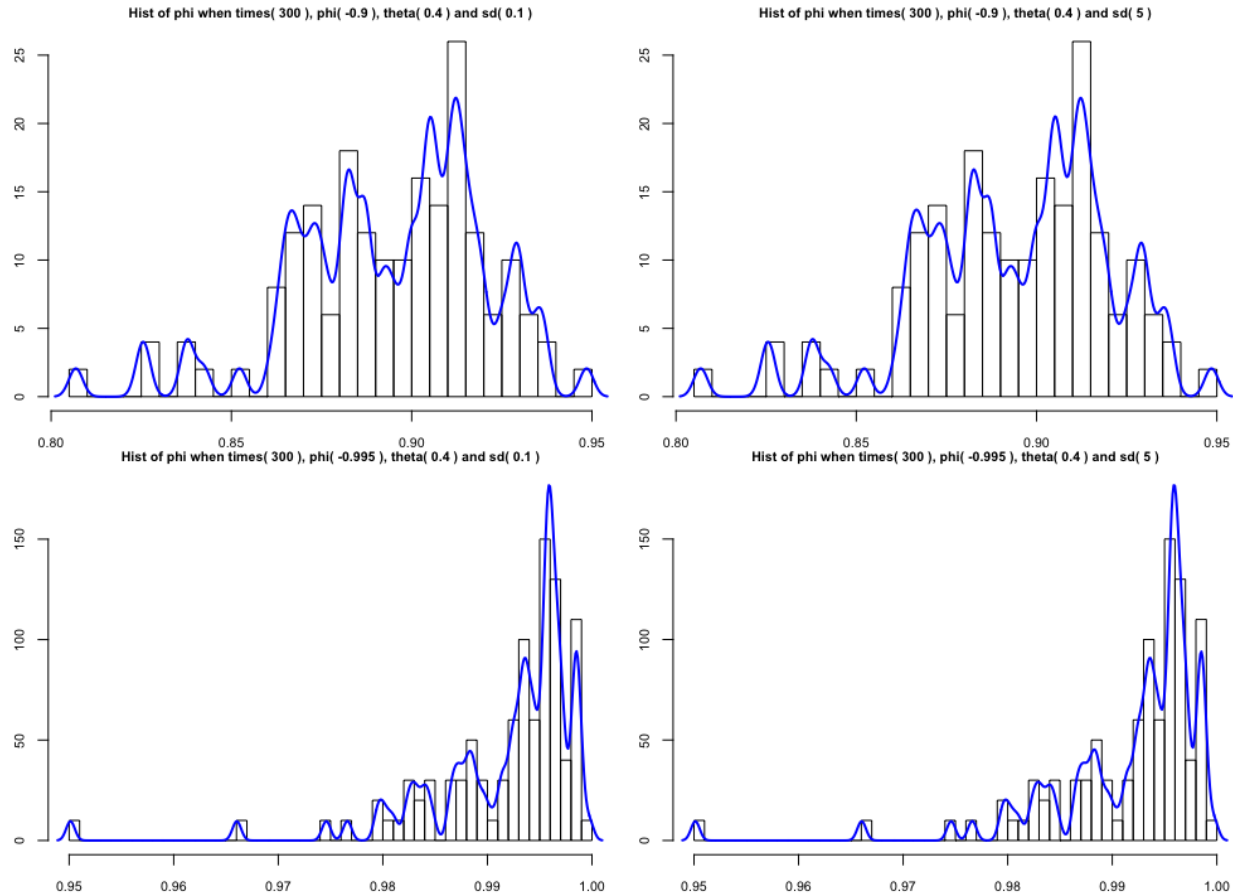 Hist of phi when times( 300 ), phi( -0.9 ), theta( 0.4 ) and sd( 0.1 )
25
20
15
10
5
0
0.80 0.85 0.90 0.95
Hist of phi when times( 300 ), phi( -0.9 ), theta( 0.4 ) and sd( 5 )
25
20
15
10
5
0
0.80 0.85 0.90 0.95
Hist of phi when times( 300 ), phi( -0.995 ), theta( 0.4 ) and sd( 0.1 )
150
100
50
0
0.95 0.96 0.97 0.98 0.99 1.00
Hist of phi when times( 300 ), phi( -0.995 ), theta( 0.4 ) and sd( 5 )
150
100
50
0
0.95 0.96 0.97 0.98 0.99 1.00